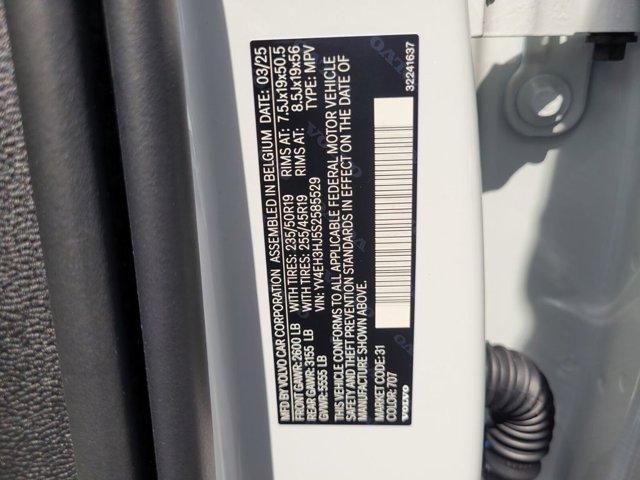 MFD BY VOLVO CAR CORPORATION ASSEMBLED IN BELGIUM DATE: 03/25
FRONT GAWR: 2600 LB WITH TIRES: 235/50R19 RIMS AT: 7.5Jx19x50.5
REAR GAWR: 3155 LB WITH TIRES: 255/45R19 RIMS AT: 8.5Jx19x56
GVWR: 5555 LB VIN: YV4EH3HJ5S2585529 TYPE: MPV
THIS VEHICLE CONFORMS TO ALL APPLICABLE FEDERAL MOTOR VEHICLE
SAFETY AND THEFT PREVENTION STANDARDS IN EFFECT ON THE DATE OF
MANUFACTURE SHOWN ABOVE.
MARKET CODE: 31
COLOR: 707
VOLVO
32241637